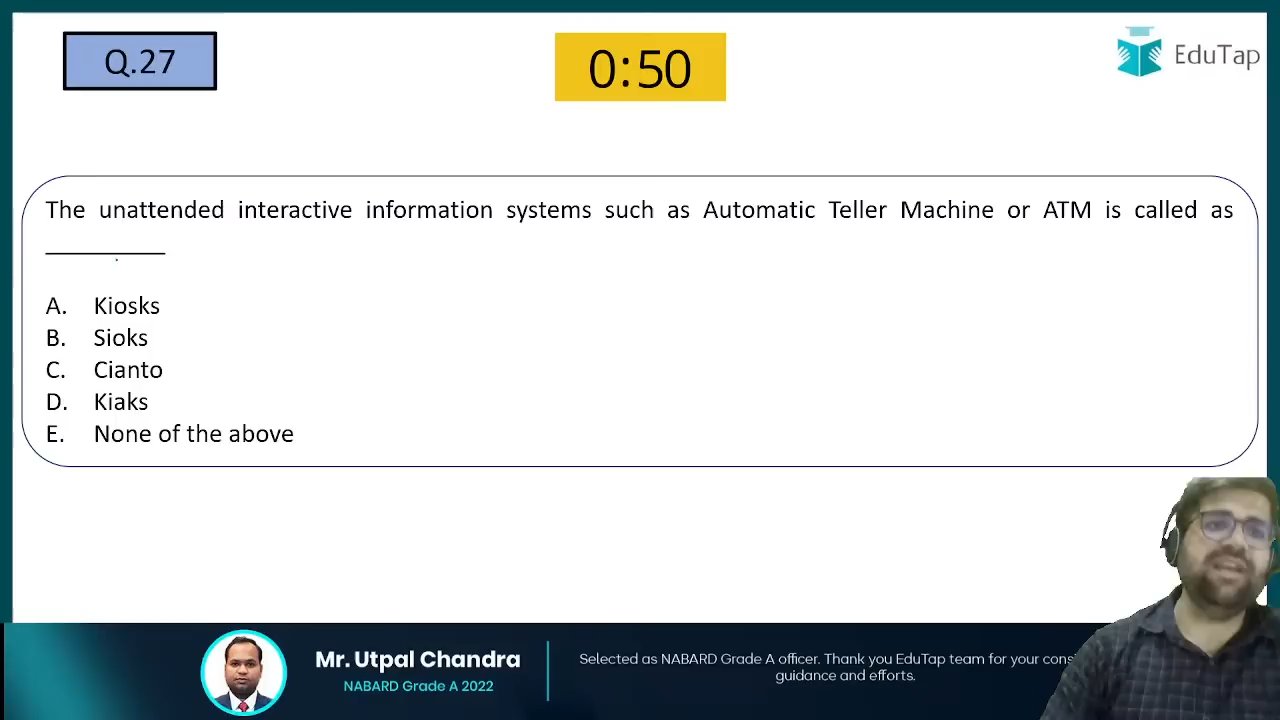 Q.27
0:50
EduTap
The unattended interactive information systems such as Automatic Teller Machine or ATM is called as
__________
A. Kiosks
B. Sioks
C. Cianto
D. Kiaks
E. None of the above
Mr. Utpal Chandra
NABARD Grade A 2022
Selected as NABARD Grade A officer. Thank you EduTap team for your
guidance and efforts.